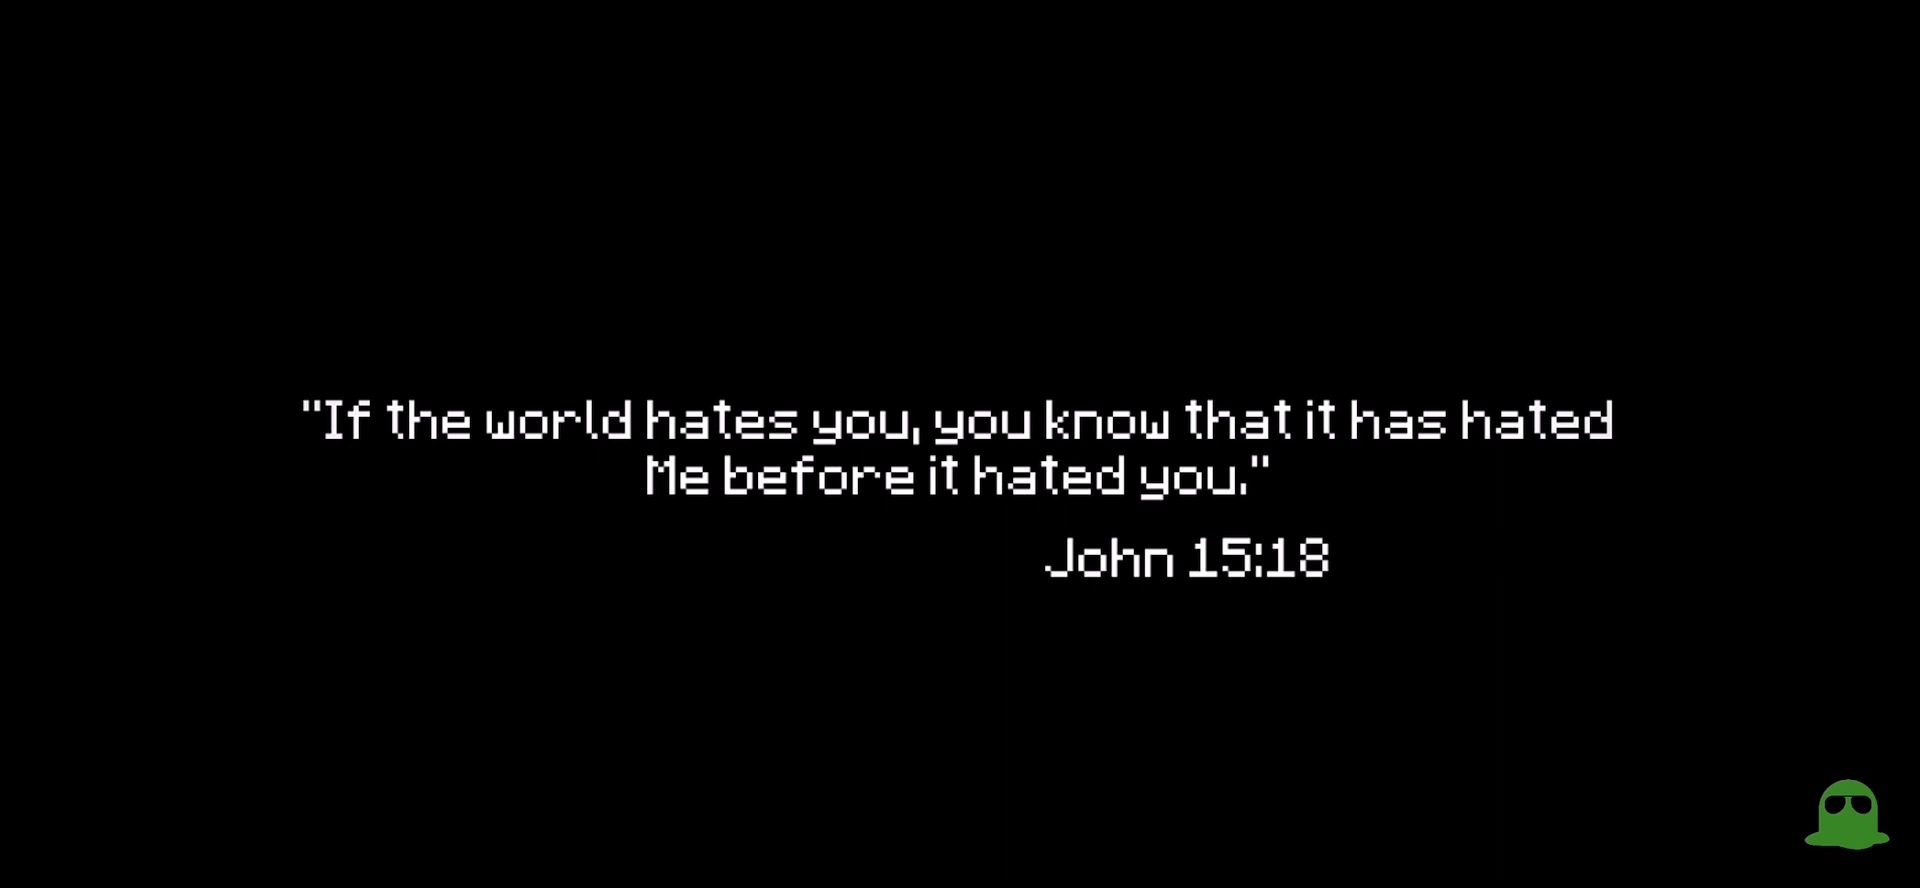 "If the world hates you, you know that it has hated
Me before it hated you."
John 15:18